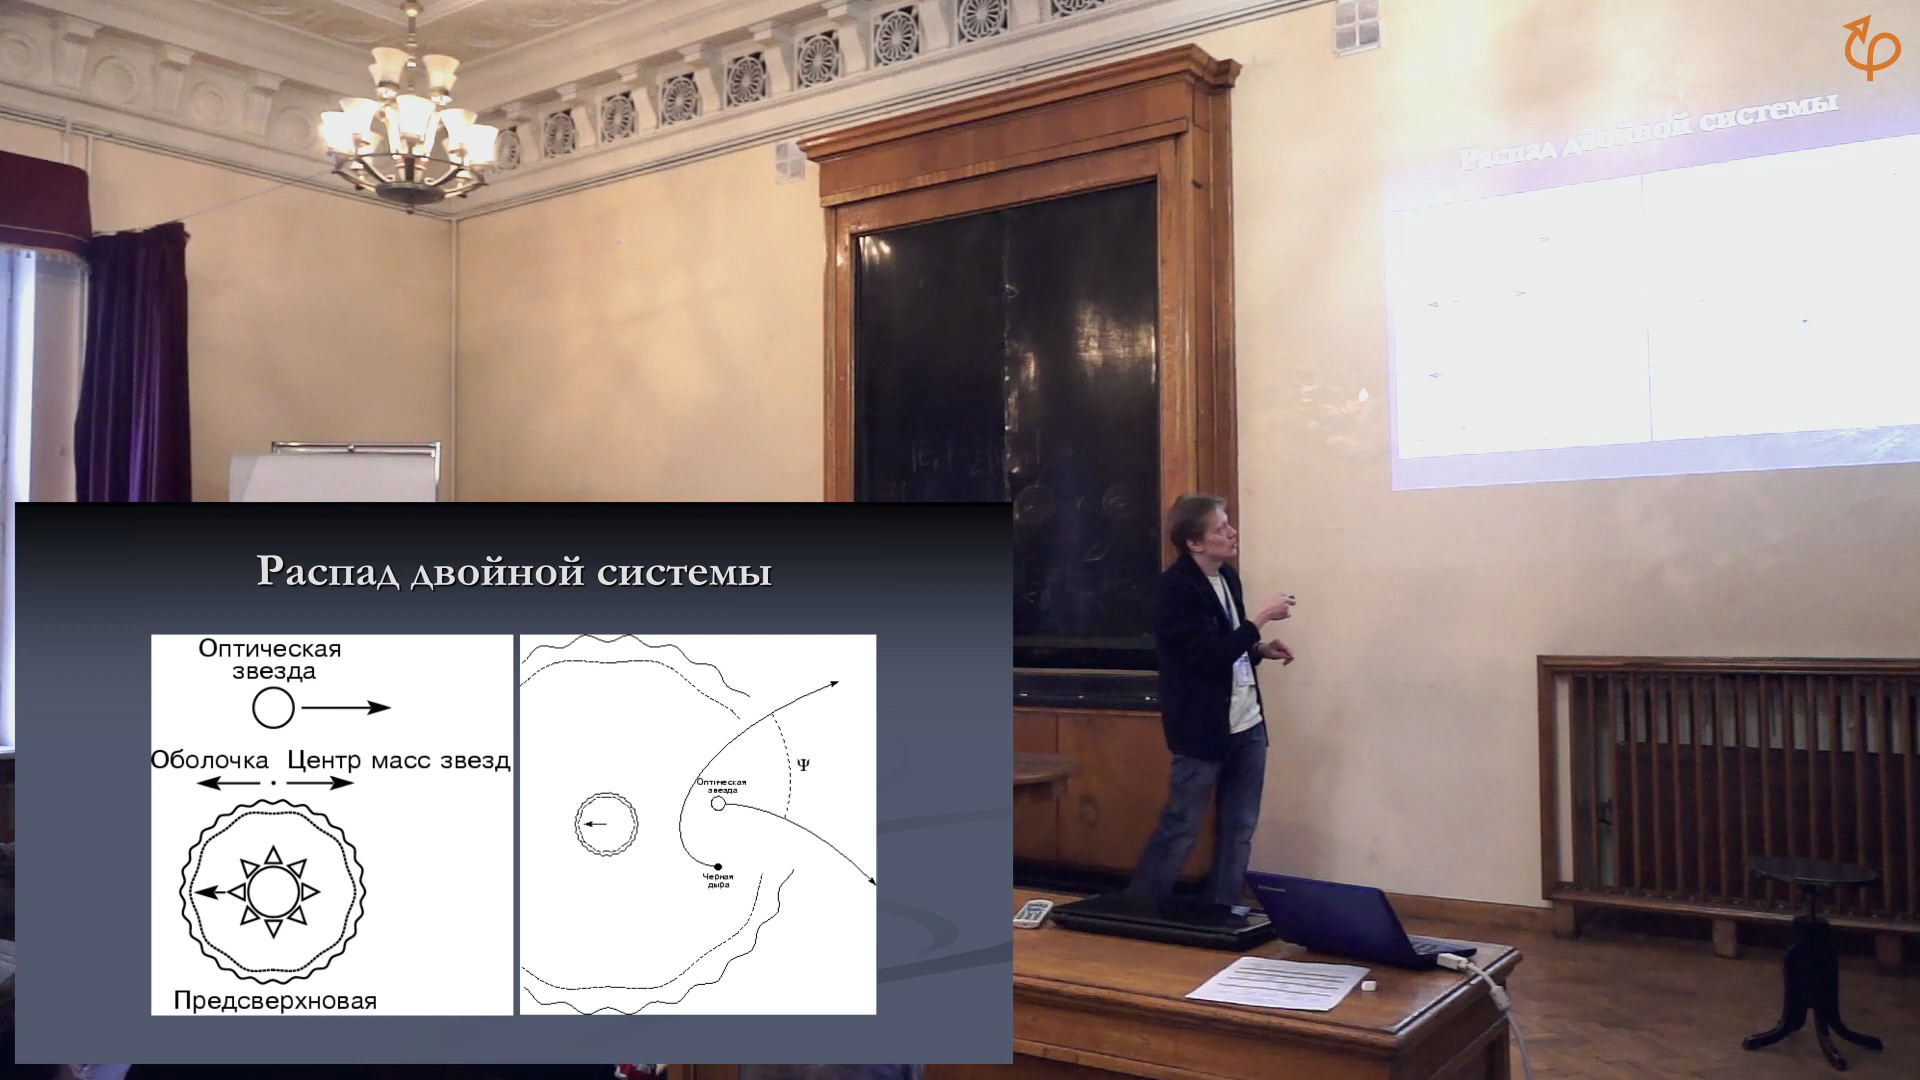 Распад двойной системы
Распад двойной системы
Оптическая
звезда
Оболочка Центр масс звезд
Предсверхновая
Ψ
Оптическая
звезда
Черная
дыра